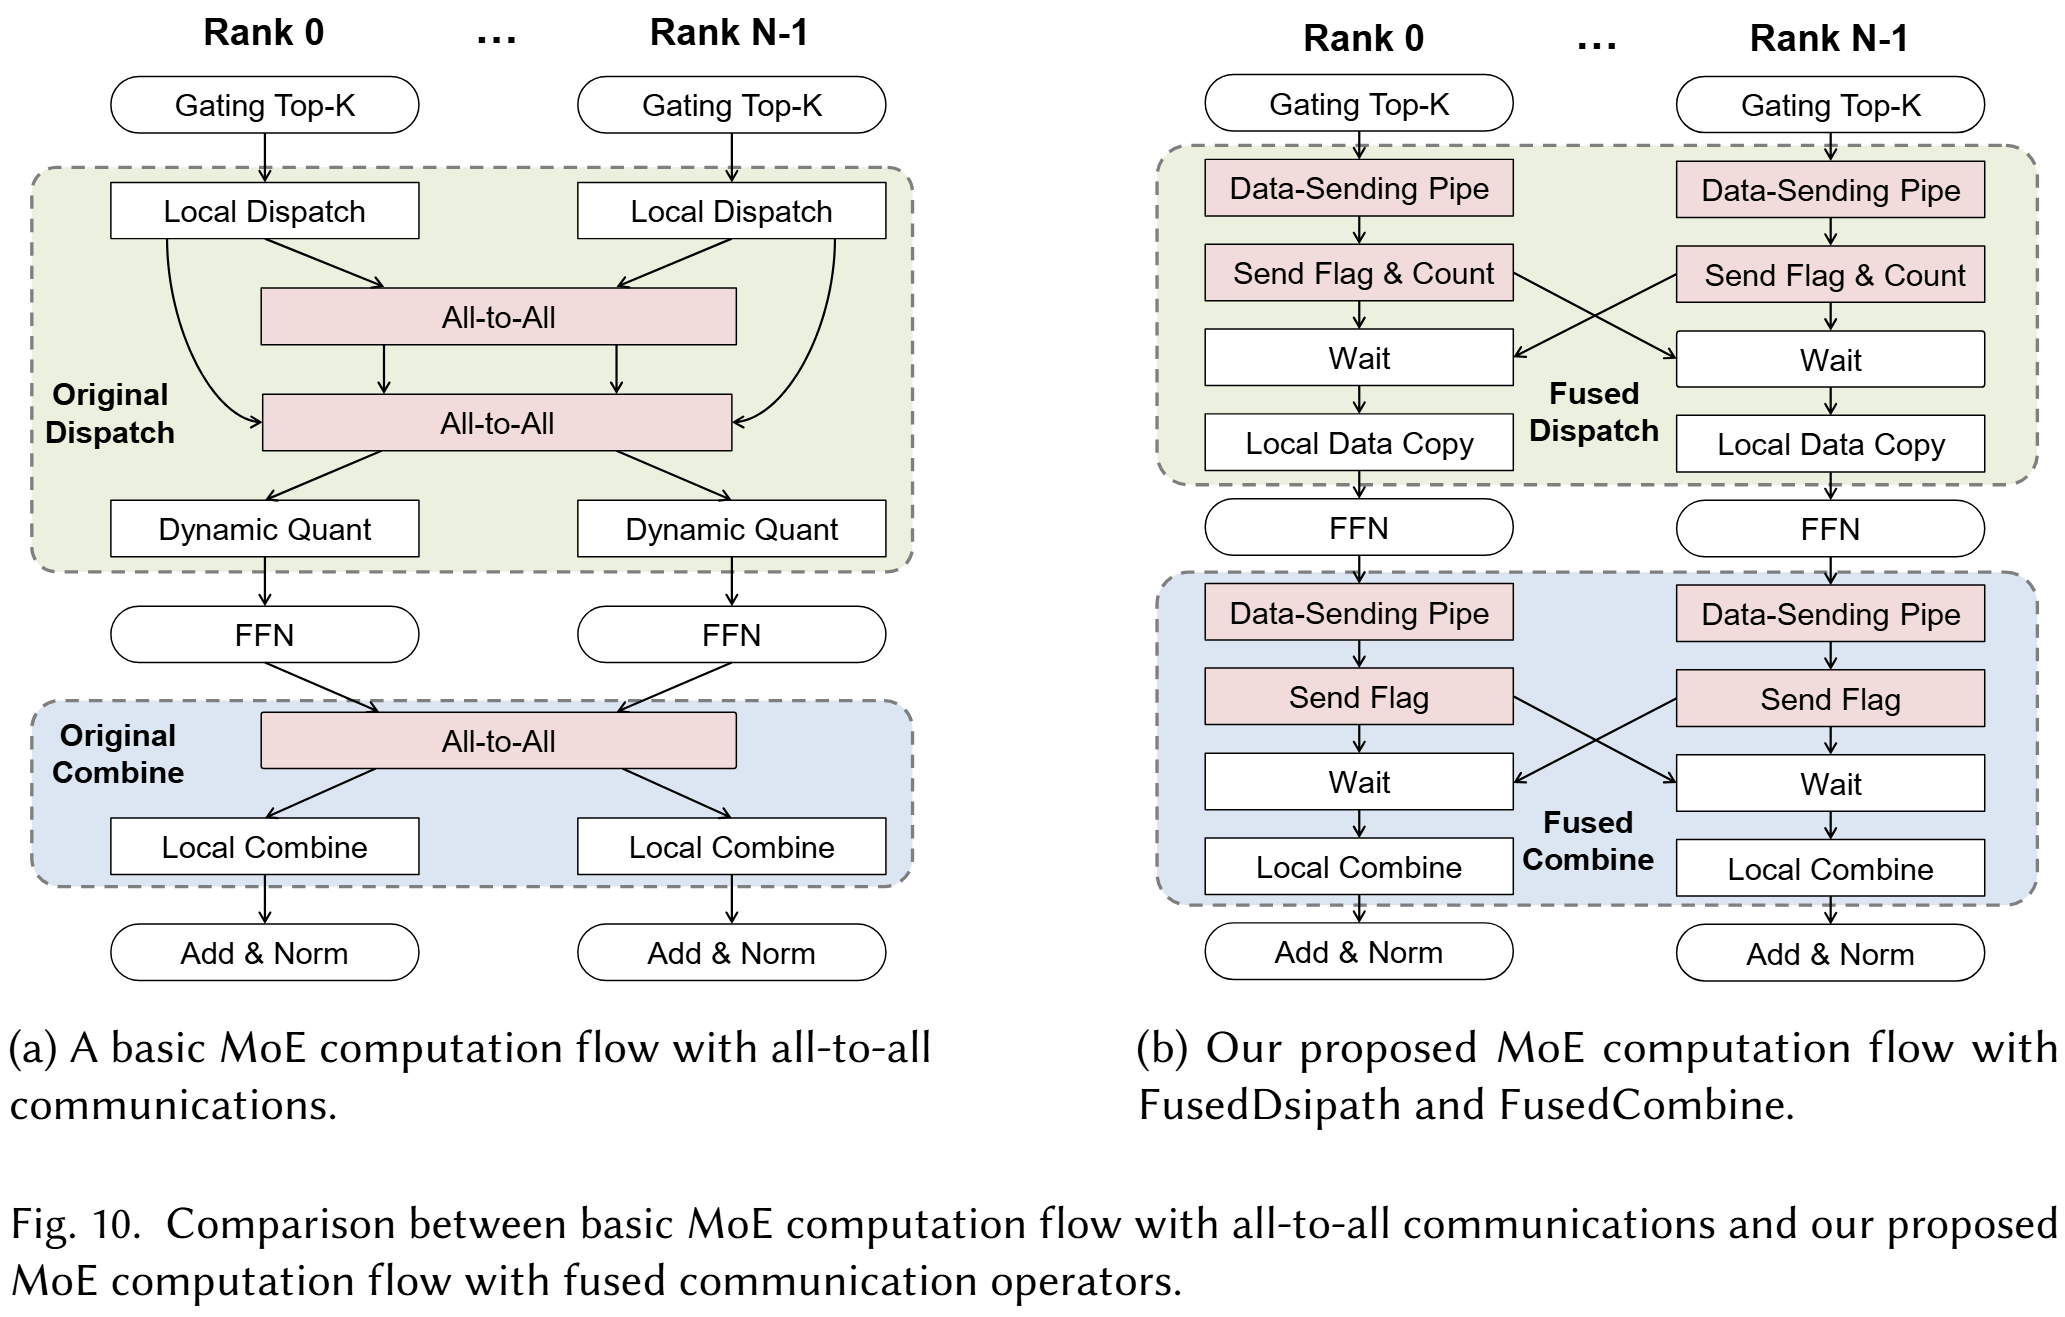 Rank 0 ... Rank N-1
Gating Top-K Gating Top-K
Local Dispatch Local Dispatch
All-to-All
All-to-All
Original
Dispatch
Dynamic Quant Dynamic Quant
FFN FFN
Original
Combine
All-to-All
Local Combine Local Combine
Add & Norm Add & Norm
(a) A basic MoE computation flow with all-to-all
communications.
Rank 0 ... Rank N-1
Gating Top-K Gating Top-K
Data-Sending Pipe Data-Sending Pipe
Send Flag & Count Send Flag & Count
Wait Wait
Fused
Dispatch
Local Data Copy Local Data Copy
FFN FFN
Data-Sending Pipe Data-Sending Pipe
Send Flag Send Flag
Wait Wait
Fused
Combine
Local Combine Local Combine
Add & Norm Add & Norm
(b) Our proposed MoE computation flow with
FusedDsipath and FusedCombine.
Fig. 10. Comparison between basic MoE computation flow with all-to-all communications and our proposed
MoE computation flow with fused communication operators.